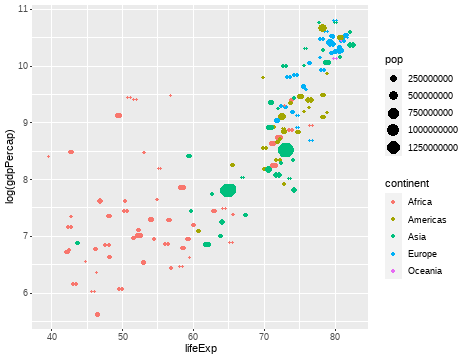 11
10
9
8
7
6
40
50
60
70
80
lifeExp
log(gdpPercap)
pop
250000000
500000000
750000000
1000000000
1250000000
continent
Africa
Americas
Asia
Europe
Oceania